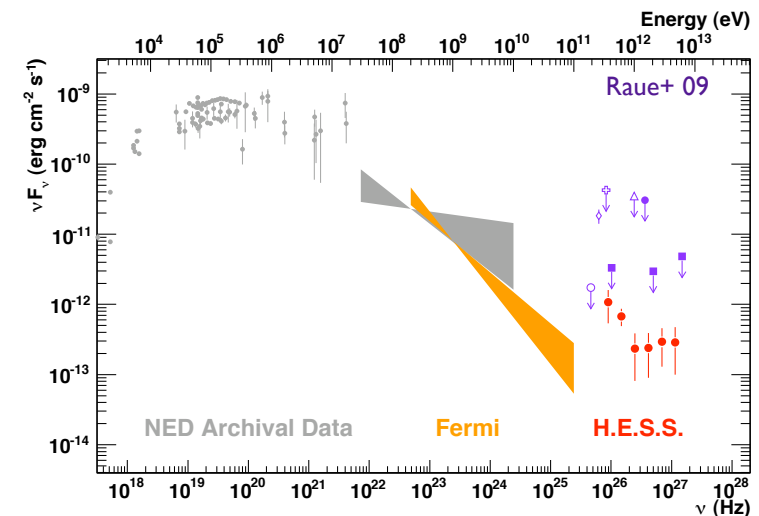 Energy (eV)
10⁴ 10⁵ 10⁶ 10⁷ 10⁸ 10⁹ 10¹⁰ 10¹¹ 10¹² 10¹³
Raue+ 09
ν Fν (erg cm⁻² s⁻¹)
10⁻⁹
10⁻¹⁰
10⁻¹¹
10⁻¹²
10⁻¹³
10⁻¹⁴
NED Archival Data Fermi H.E.S.S.
10¹⁸ 10¹⁹ 10²⁰ 10²¹ 10²² 10²³ 10²⁴ 10²⁵ 10²⁶ 10²⁷ 10²⁸
ν (Hz)